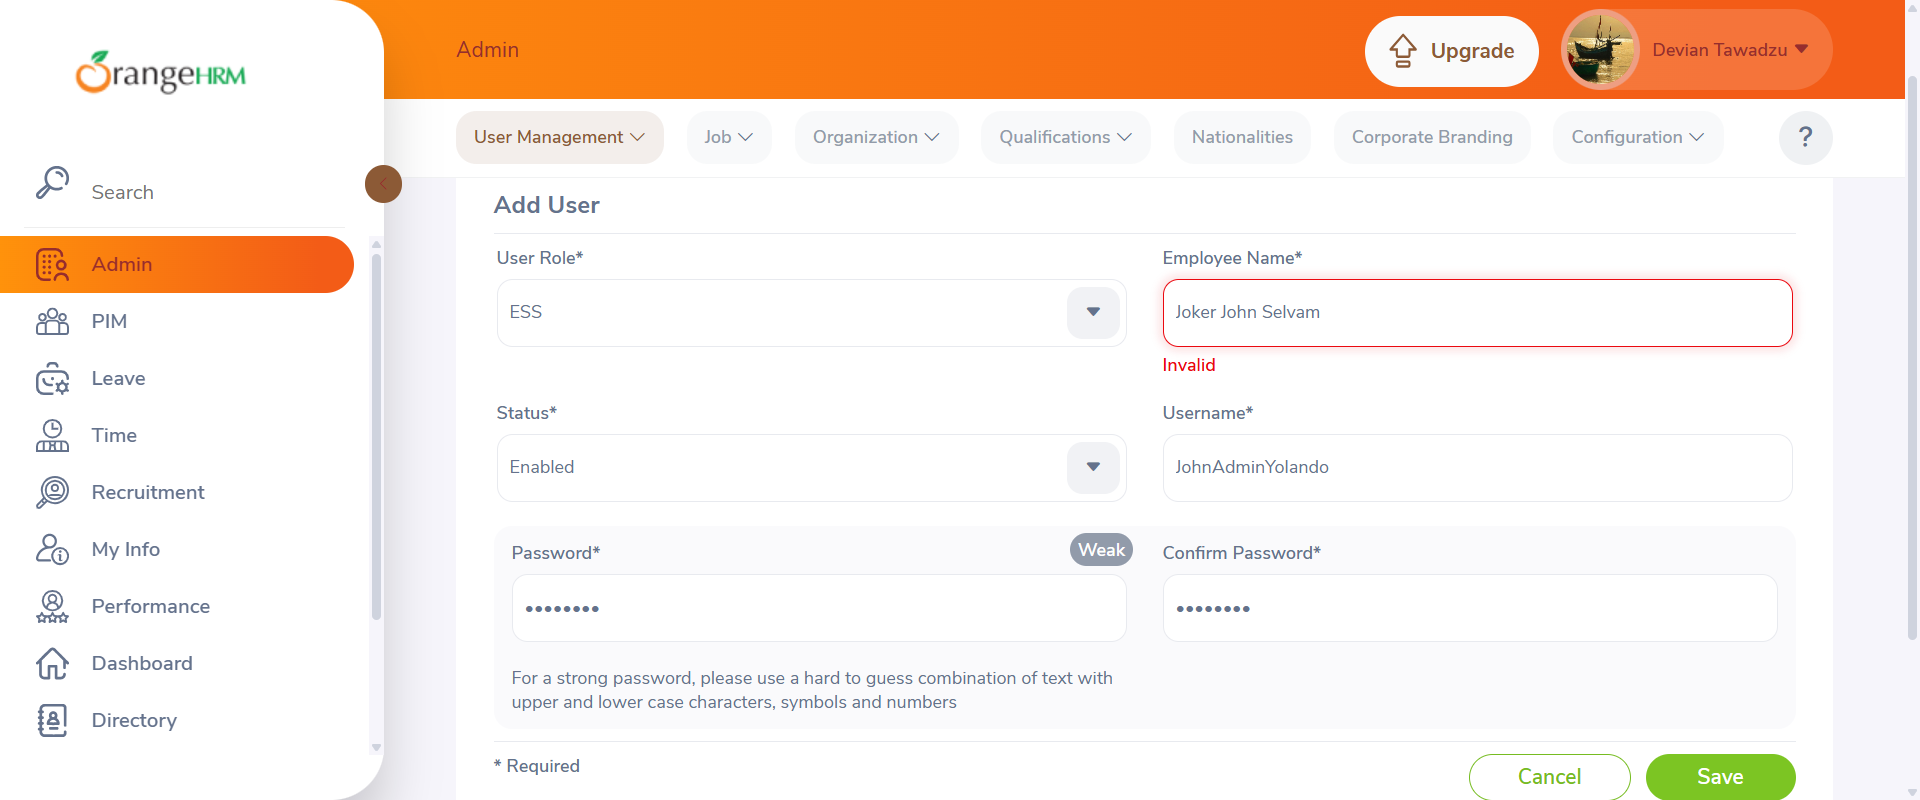 OrangeHRM
Search
Admin
PIM
Leave
Time
Recruitment
My Info
Performance
Dashboard
Directory
Admin
Upgrade
Devian Tawadzu
User Management
Job
Organization
Qualifications
Nationalities
Corporate Branding
Configuration
?
Add User
User Role*
Employee Name*
ESS
Joker John Selvam
Invalid
Status*
Username*
Enabled
JohnAdminYolando
Password*
Weak
Confirm Password*
••••••••
••••••••
For a strong password, please use a hard to guess combination of text with
upper and lower case characters, symbols and numbers
* Required
Cancel
Save